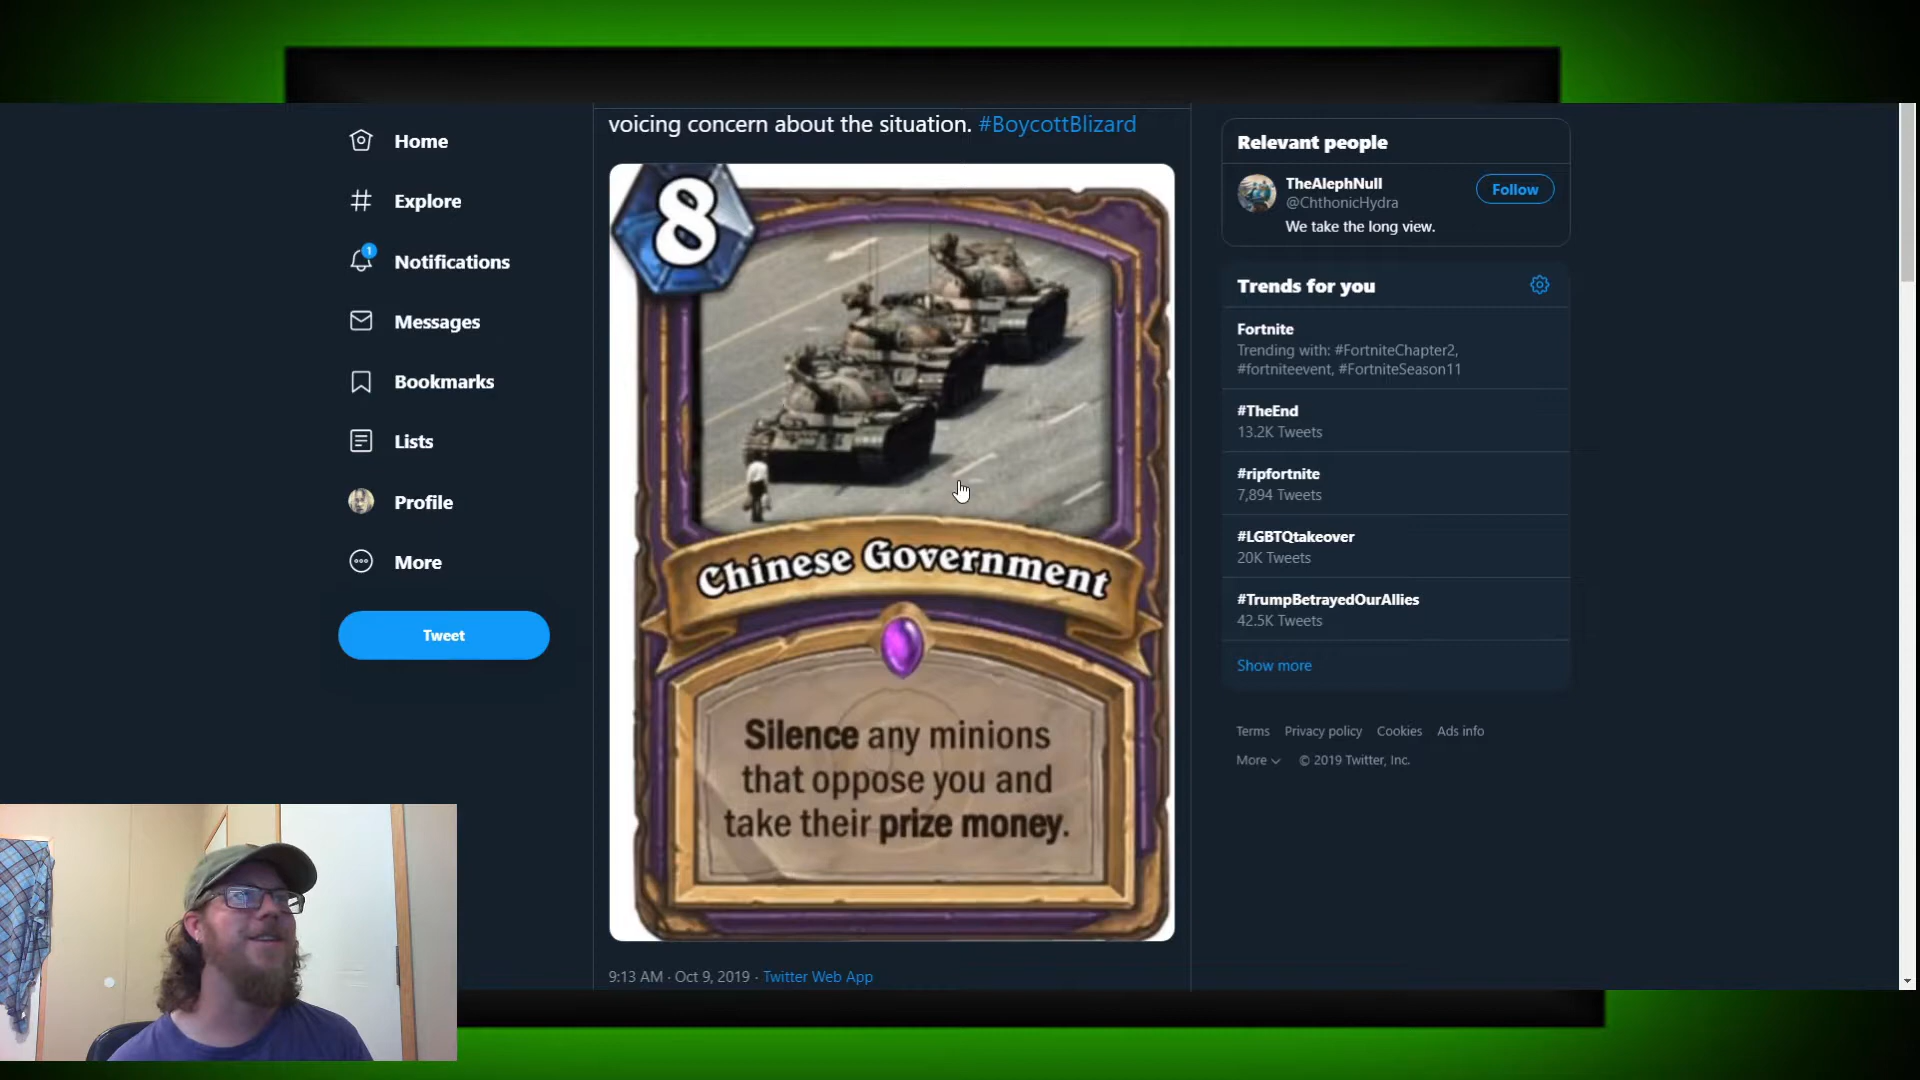 voicing concern about the situation. #BoycottBlizard
Home
Explore
1
Notifications
Messages
Bookmarks
Lists
Profile
More
Tweet
8
Chinese Government
Silence any minions
that oppose you and
take their prize money.
9:13 AM · Oct 9, 2019 · Twitter Web App
Relevant people
TheAlephNull
@ChthonicHydra
Follow
We take the long view.
Trends for you
Fortnite
Trending with: #FortniteChapter2,
#fortniteevent, #FortniteSeason11
#TheEnd
13.2K Tweets
#ripfortnite
7,894 Tweets
#LGBTQtakeover
20K Tweets
#TrumpBetrayedOurAllies
42.5K Tweets
Show more
Terms Privacy policy Cookies Ads info
More © 2019 Twitter, Inc.